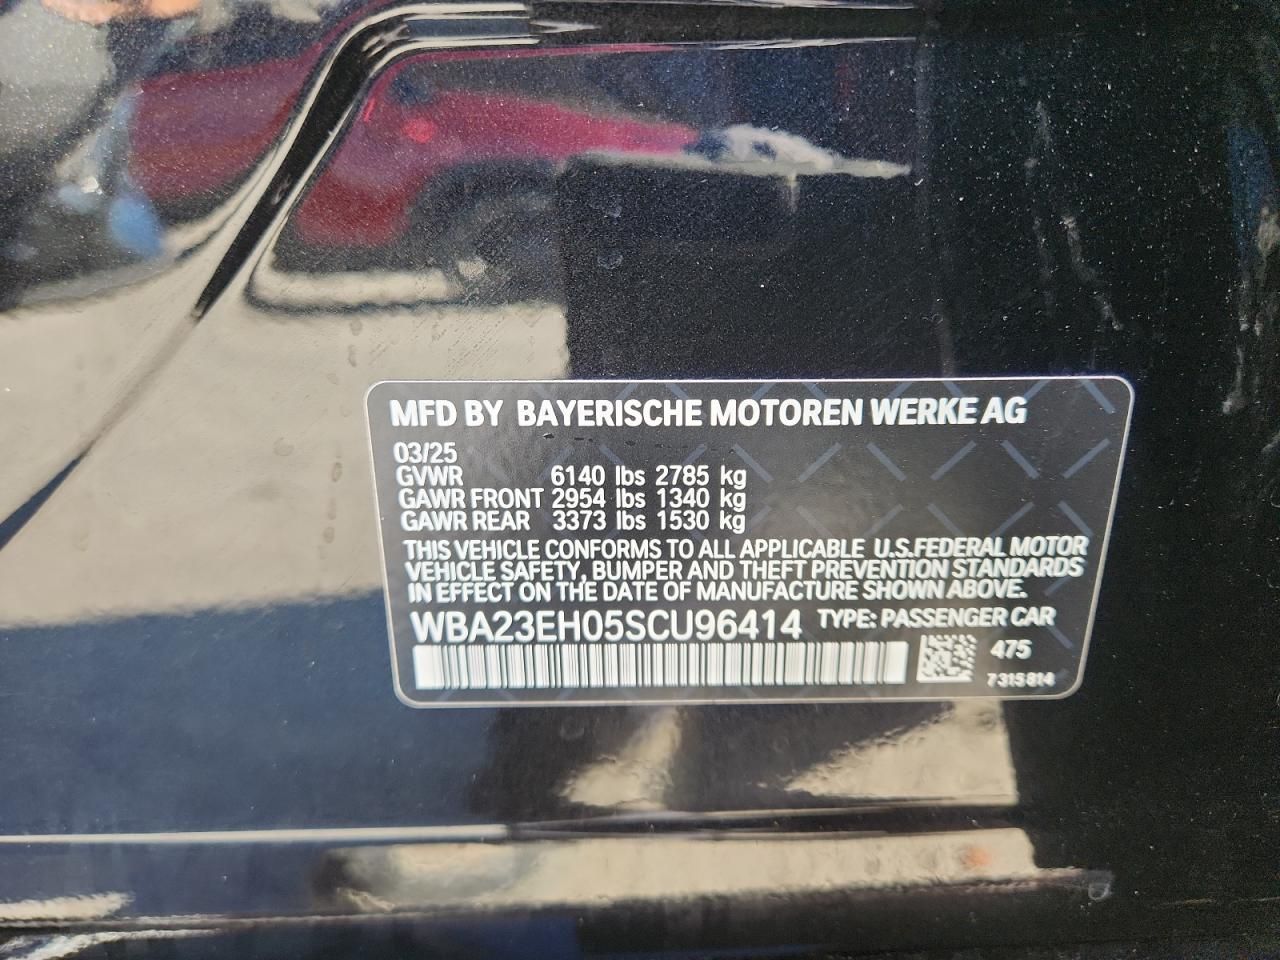 MFD BY BAYERISCHE MOTOREN WERKE AG
03/25
GVWR 6140 lbs 2785 kg
GAWR FRONT 2954 lbs 1340 kg
GAWR REAR 3373 lbs 1530 kg
THIS VEHICLE CONFORMS TO ALL APPLICABLE U.S.FEDERAL MOTOR
VEHICLE SAFETY, BUMPER AND THEFT PREVENTION STANDARDS
IN EFFECT ON THE DATE OF MANUFACTURE SHOWN ABOVE.
WBA23EH05SCU96414 TYPE: PASSENGER CAR
475
7315814